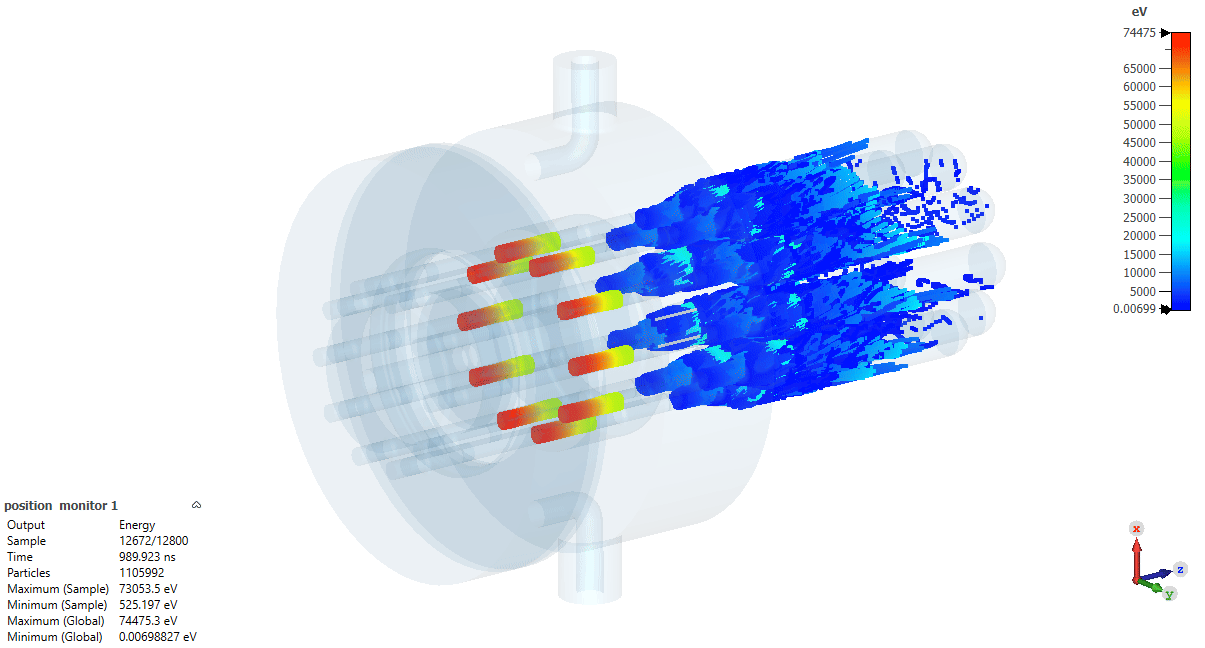 eV
74475
65000
60000
55000
50000
45000
40000
35000
30000
25000
20000
15000
10000
5000
0.00699
position monitor 1
Output Energy
Sample 12672/12800
Time 989.923 ns
Particles 1105992
Maximum (Sample) 73053.5 eV
Minimum (Sample) 525.197 eV
Maximum (Global) 74475.3 eV
Minimum (Global) 0.00698827 eV
x
z
y